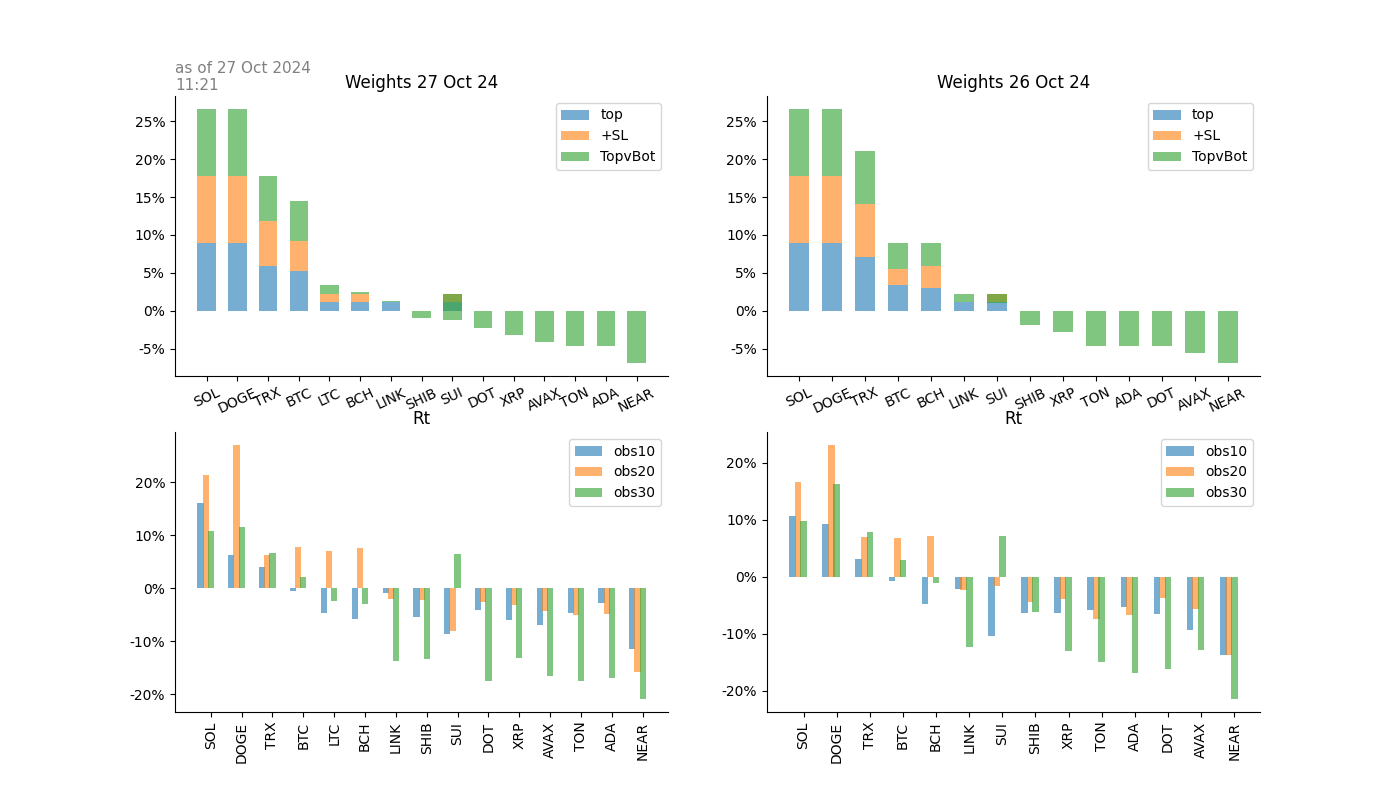 as of 27 Oct 2024
11:21
Weights 27 Oct 24
25%
20%
15%
10%
5%
0%
-5%
top
+SL
TopvBot
SOL DOGE TRX BTC LTC BCH LINK SHIB SUI DOT XRP AVAX TON ADA NEAR
Weights 26 Oct 24
25%
20%
15%
10%
5%
0%
-5%
top
+SL
TopvBot
SOL DOGE TRX BTC BCH LINK SUI SHIB XRP TON ADA DOT AVAX NEAR
Rt
20%
10%
0%
-10%
-20%
obs10
obs20
obs30
SOL DOGE TRX BTC LTC BCH LINK SHIB SUI DOT XRP AVAX TON ADA NEAR
Rt
20%
10%
0%
-10%
-20%
obs10
obs20
obs30
SOL DOGE TRX BTC BCH LINK SUI SHIB XRP TON ADA DOT AVAX NEAR